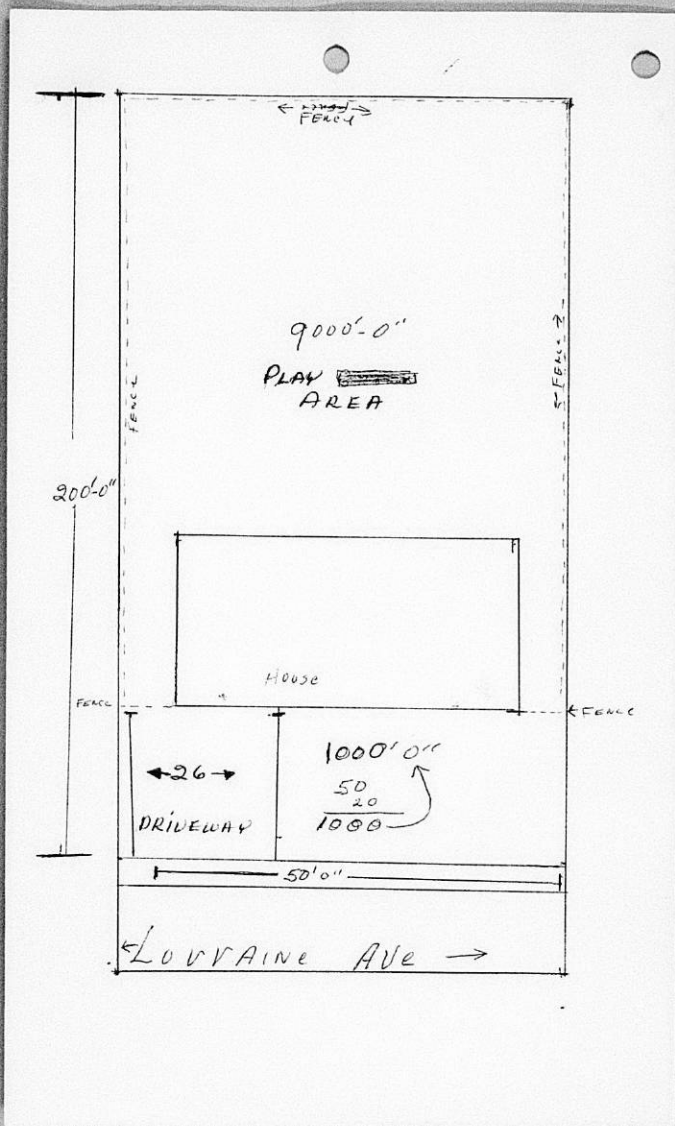 FENCE
9000'-0"
PLAY
AREA
FENCE
FENCE
200'-0"
House
FENCE
FENCE
1000'0"
26
50
20
1000
DRIVEWAY
50'0"
LOVVAINE AVE